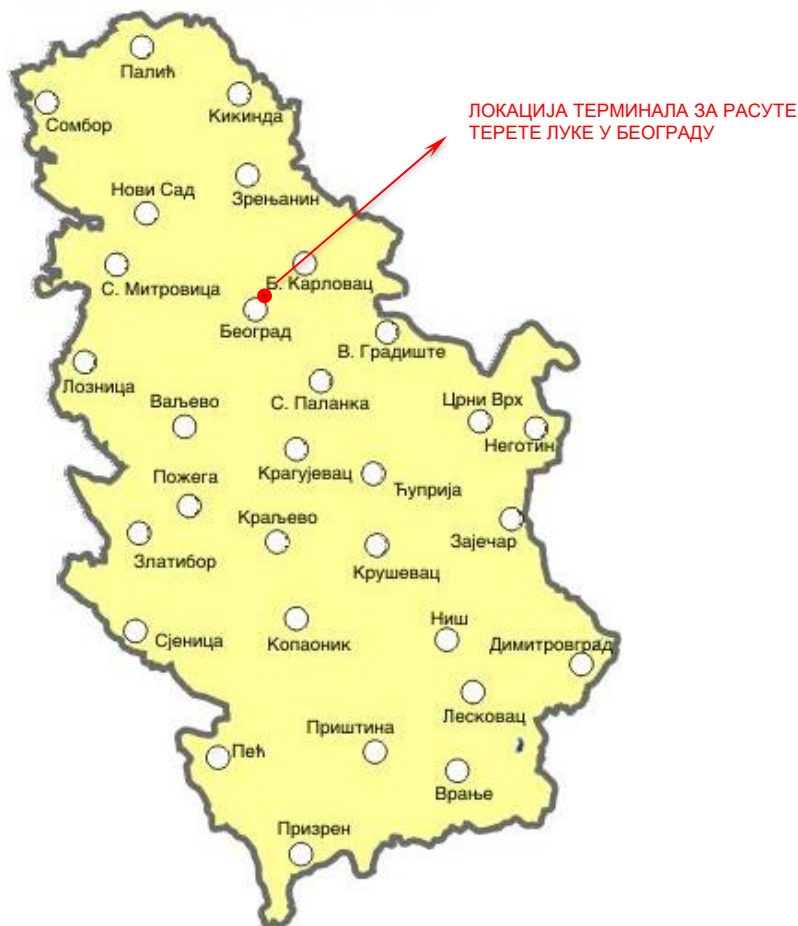 Палић
Кикинда
Сомбор
ЛОКАЦИЈА ТЕРМИНАЛА ЗА РАСУТЕ
ТЕРЕТЕ ЛУКЕ У БЕОГРАДУ
Нови Сад
Зрењанин
С. Митровица
Б. Карловац
Београд
В. Градиште
Лозница
С. Паланка
Ваљево
Црни Врх
Неготин
Крагујевац
Пожега
Ћуприја
Краљево
Зајечар
Златибор
Крушевац
Ниш
Сјеница
Копаоник
Димитровград
Лесковац
Приштина
Пећ
Врање
Призрен